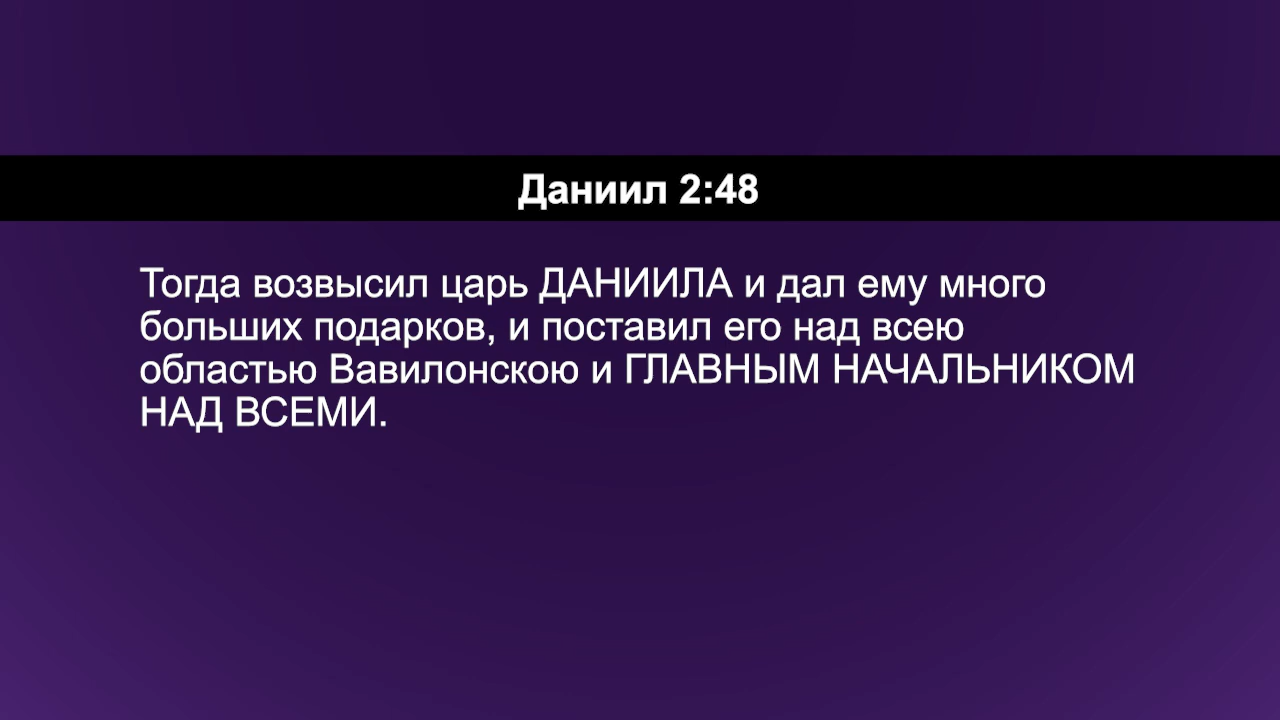 Даниил 2:48
Тогда возвысил царь ДАНИИЛА и дал ему много
больших подарков, и поставил его над всею
областью Вавилонскою и ГЛАВНЫМ НАЧАЛЬНИКОМ
НАД ВСЕМИ.